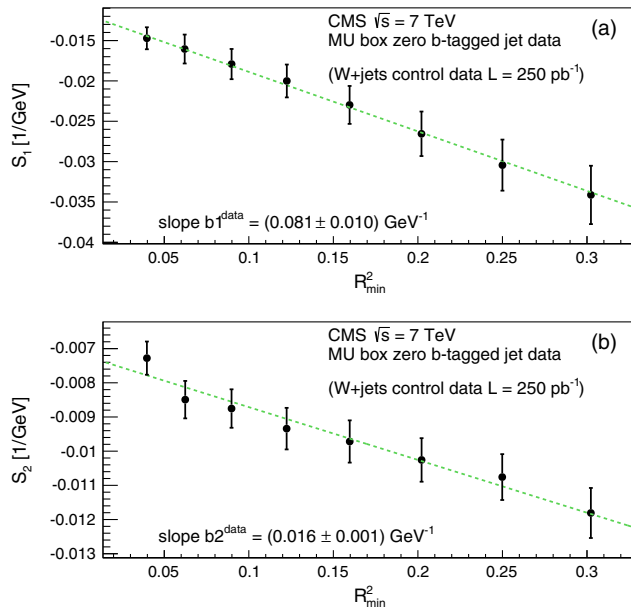 CMS √s = 7 TeV
(a)
MU box zero b-tagged jet data
(W+jets control data L = 250 pb⁻¹)
-0.015
-0.02
-0.025
-0.03
-0.035
-0.04
S₁ [1/GeV]
slope b1ᵈᵃᵗᵃ = (0.081 ± 0.010) GeV⁻¹
0.05 0.1 0.15 0.2 0.25 0.3
R²min
CMS √s = 7 TeV
(b)
MU box zero b-tagged jet data
(W+jets control data L = 250 pb⁻¹)
-0.007
-0.008
-0.009
-0.01
-0.011
-0.012
-0.013
S₂ [1/GeV]
slope b2ᵈᵃᵗᵃ = (0.016 ± 0.001) GeV⁻¹
0.05 0.1 0.15 0.2 0.25 0.3
R²min